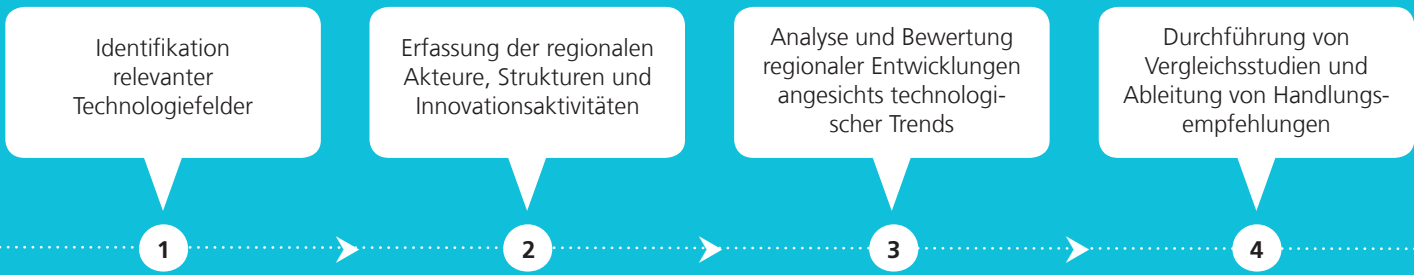 Identifikation
relevanter
Technologiefelder
Erfassung der regionalen
Akteure, Strukturen und
Innovationsaktivitäten
Analyse und Bewertung
regionaler Entwicklungen
angesichts technologi-
scher Trends
Durchführung von
Vergleichsstudien und
Ableitung von Handlungs-
empfehlungen
1
2
3
4